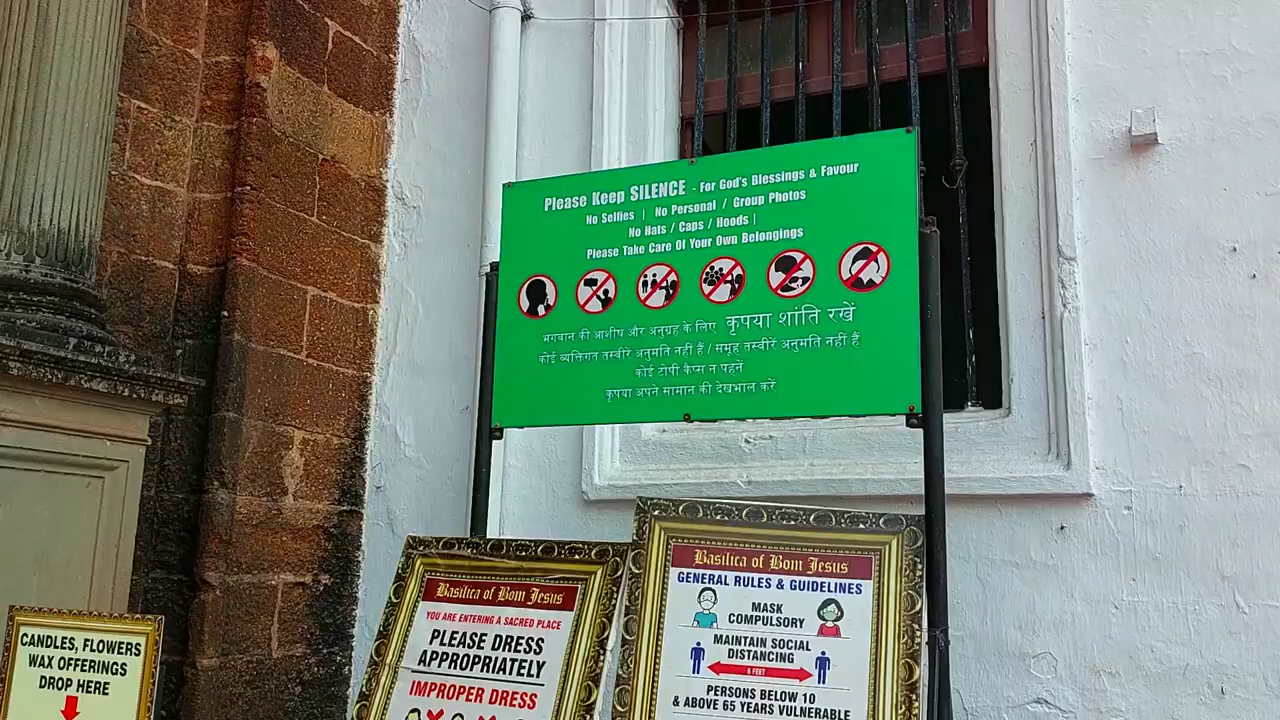 Please Keep SILENCE - For God's Blessings & Favour
No Selfies | No Personal / Group Photos
No Hats / Caps / Hoods |
Please Take Care Of Your Own Belongings
भगवान की आशीष और अनुग्रह के लिए कृपया शांति रखें
कोई व्यक्तिगत तस्वीरें अनुमति नहीं हैं / समूह तस्वीरें अनुमति नहीं हैं
कोई टोपी कैप्स न पहनें
कृपया अपने सामान की देखभाल करें
Basilica of Bom Jesus
YOU ARE ENTERING A SACRED PLACE
PLEASE DRESS
APPROPRIATELY
IMPROPER DRESS
Basilica of Bom Jesus
GENERAL RULES & GUIDELINES
MASK
COMPULSORY
MAINTAIN SOCIAL
DISTANCING
6 FEET
PERSONS BELOW 10
& ABOVE 65 YEARS VULNERABLE
CANDLES, FLOWERS
WAX OFFERINGS
DROP HERE